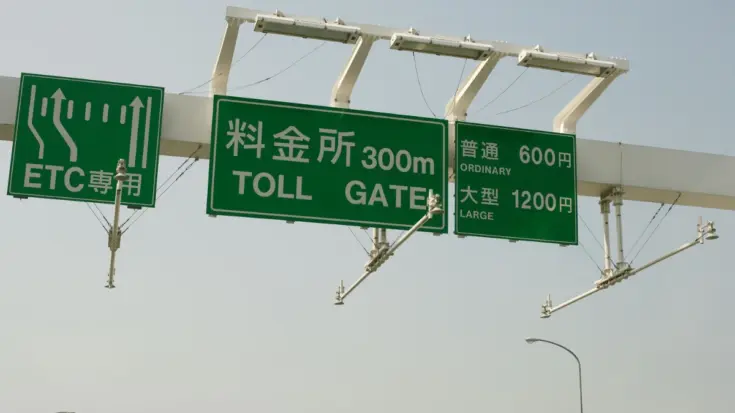 ETC専用
料金所 300m
TOLL GATE
普通 600円
ORDINARY
大型 1200円
LARGE